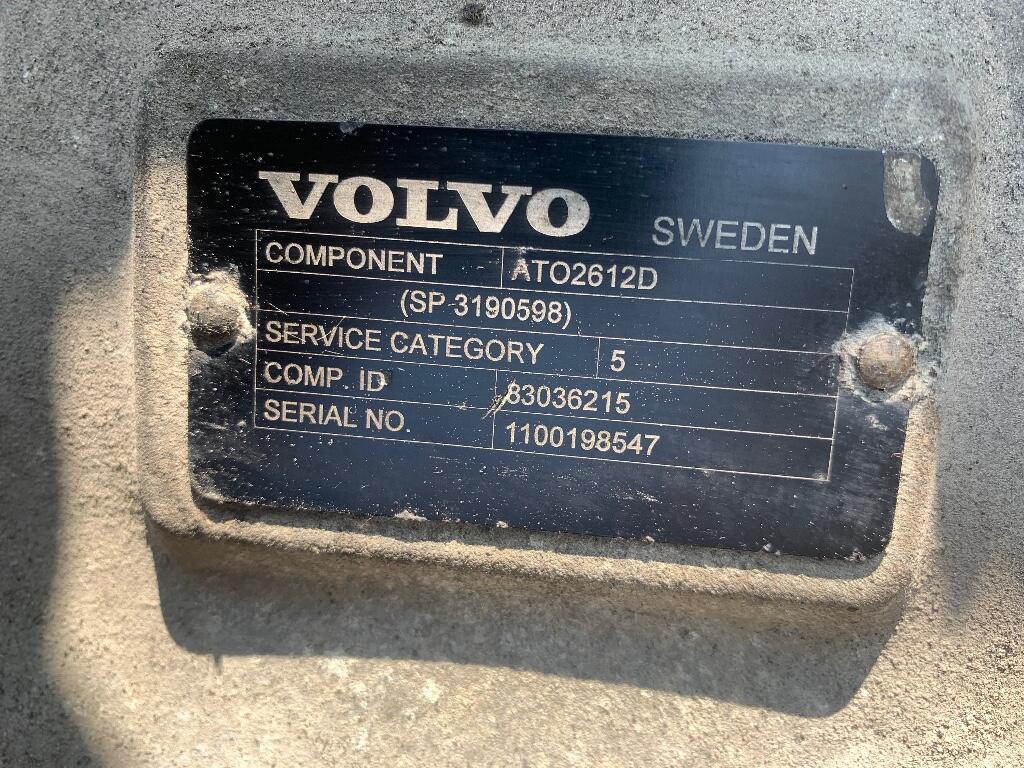 VOLVO SWEDEN
COMPONENT ATO2612D
(SP 3190598)
SERVICE CATEGORY 5
COMP. ID 83036215
SERIAL NO. 1100198547